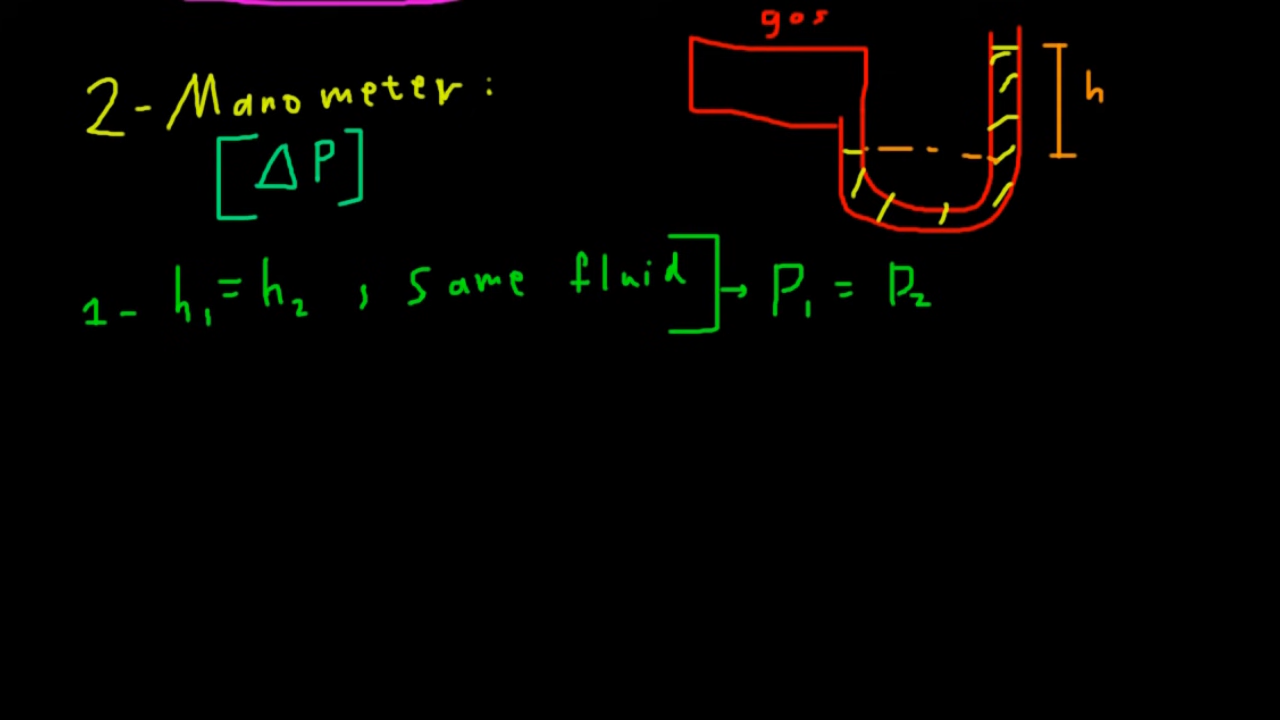 gas
2-Manometer:
h
[ΔP]
1- h₁=h₂ , same fluid]→ P₁ = P₂